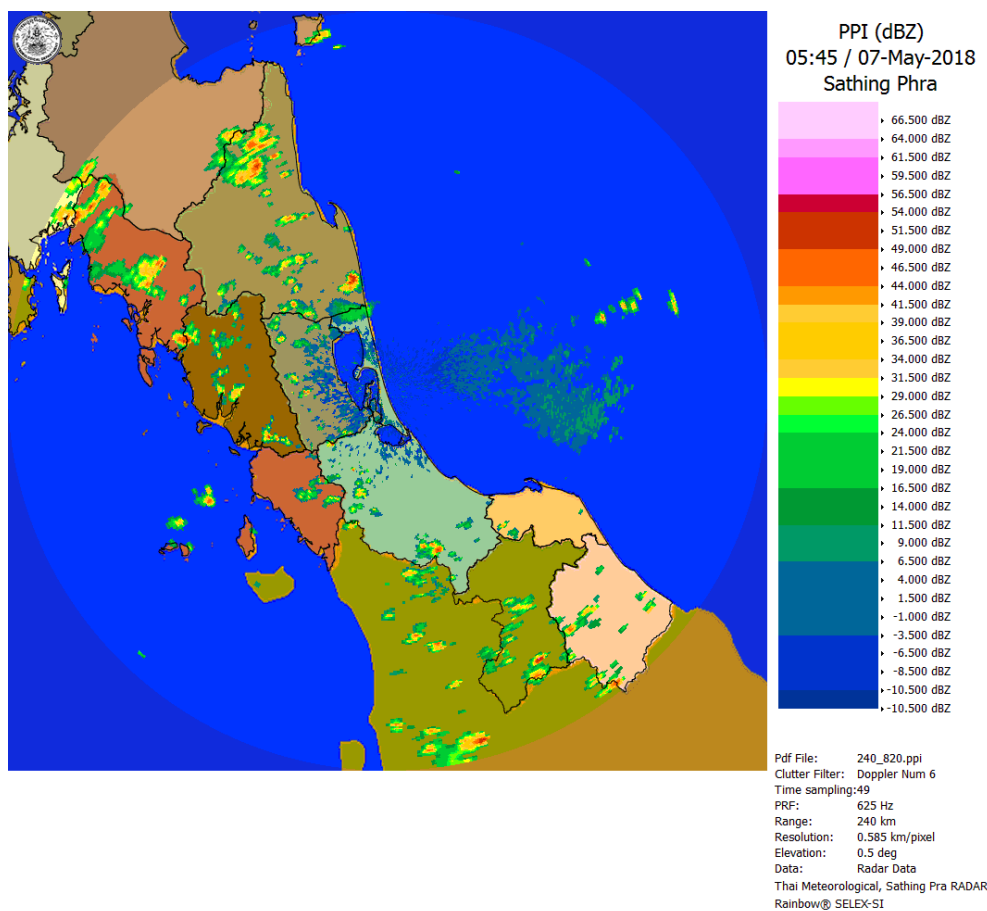 PPI (dBZ)
05:45 / 07-May-2018
Sathing Phra
66.500 dBZ
64.000 dBZ
61.500 dBZ
59.500 dBZ
56.500 dBZ
54.000 dBZ
51.500 dBZ
49.000 dBZ
46.500 dBZ
44.000 dBZ
41.500 dBZ
39.000 dBZ
36.500 dBZ
34.000 dBZ
31.500 dBZ
29.000 dBZ
26.500 dBZ
24.000 dBZ
21.500 dBZ
19.000 dBZ
16.500 dBZ
14.000 dBZ
11.500 dBZ
9.000 dBZ
6.500 dBZ
4.000 dBZ
1.500 dBZ
-1.000 dBZ
-3.500 dBZ
-6.500 dBZ
-8.500 dBZ
-10.500 dBZ
-10.500 dBZ
Pdf File: 240_820.ppi
Clutter Filter: Doppler Num 6
Time sampling:49
PRF: 625 Hz
Range: 240 km
Resolution: 0.585 km/pixel
Elevation: 0.5 deg
Data: Radar Data
Thai Meteorological, Sathing Pra RADAR
Rainbow® SELEX-SI